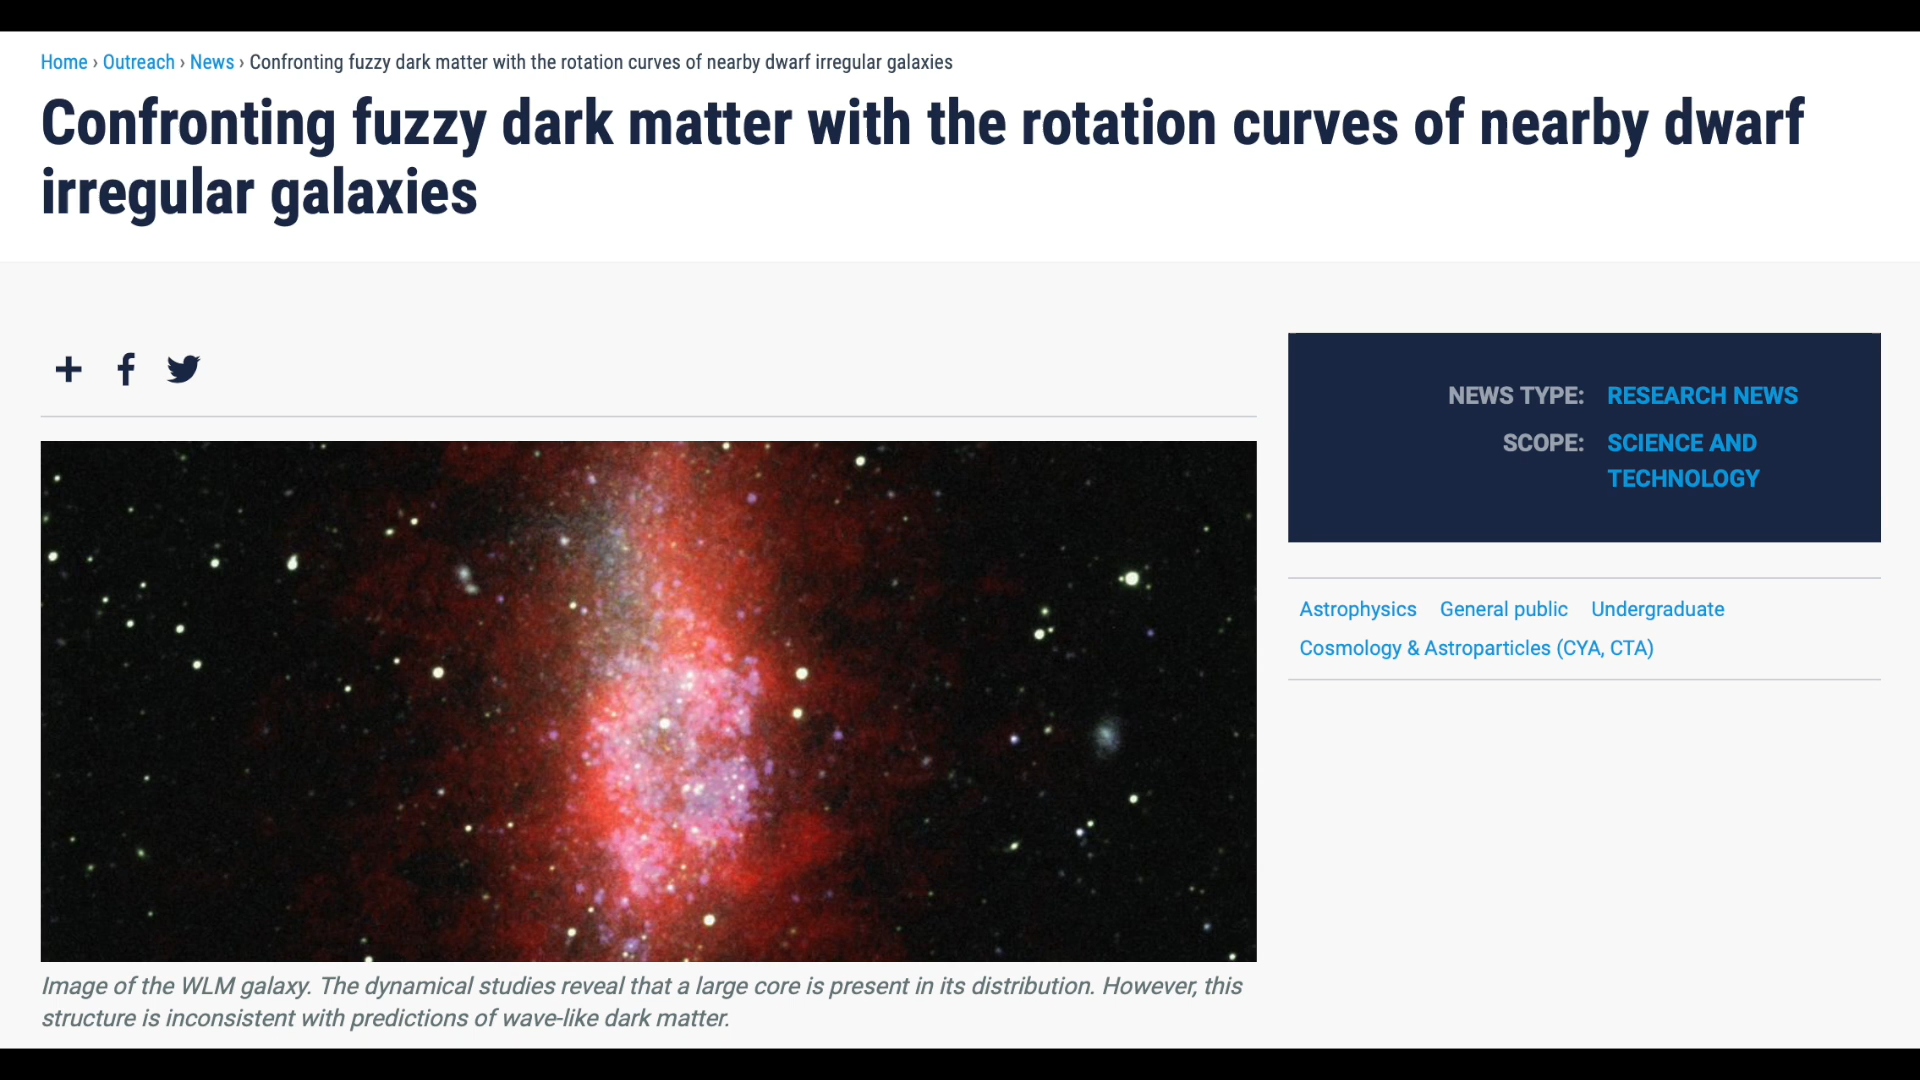 Home › Outreach › News › Confronting fuzzy dark matter with the rotation curves of nearby dwarf irregular galaxies
Confronting fuzzy dark matter with the rotation curves of nearby dwarf
irregular galaxies
NEWS TYPE: RESEARCH NEWS
SCOPE: SCIENCE AND
TECHNOLOGY
Astrophysics General public Undergraduate
Cosmology & Astroparticles (CYA, CTA)
Image of the WLM galaxy. The dynamical studies reveal that a large core is present in its distribution. However, this
structure is inconsistent with predictions of wave-like dark matter.